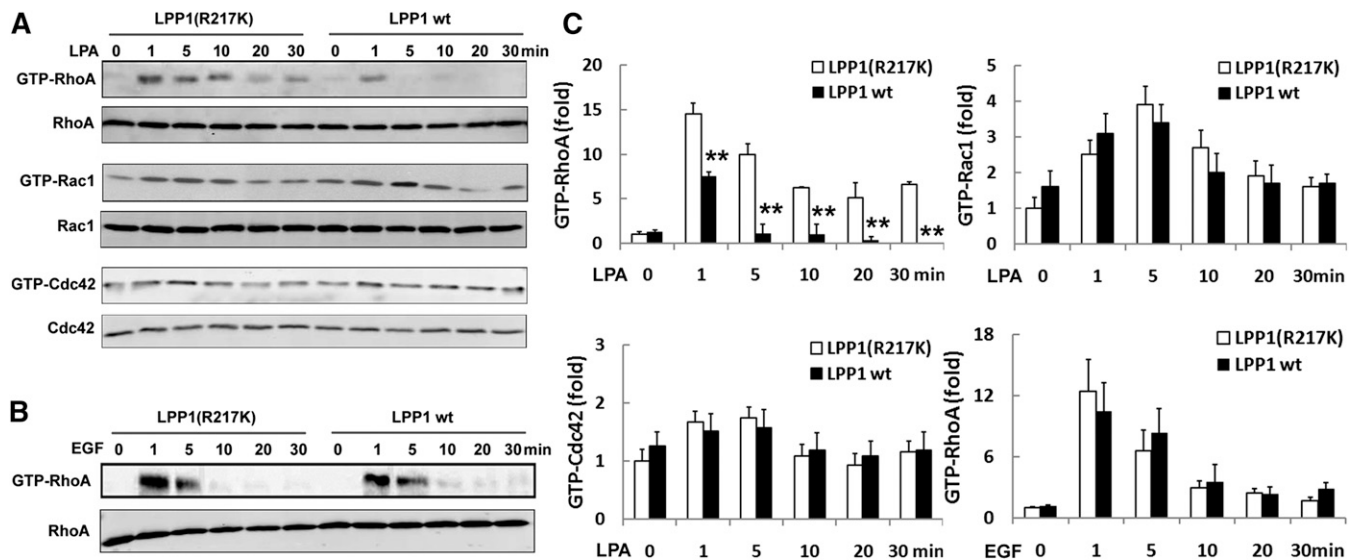 A
LPP1(R217K) LPP1 wt
LPA 0 1 5 10 20 30 0 1 5 10 20 30 min
GTP-RhoA
RhoA
GTP-Rac1
Rac1
GTP-Cdc42
Cdc42
B
LPP1(R217K) LPP1 wt
EGF 0 1 5 10 20 30 0 1 5 10 20 30 min
GTP-RhoA
RhoA
C
GTP-RhoA (fold)
20
15
10
5
0
LPP1(R217K)
LPP1 wt
** ** ** ** **
LPA 0 1 5 10 20 30 min
GTP-Rac1 (fold)
5
4
3
2
1
0
LPP1(R217K)
LPP1 wt
LPA 0 1 5 10 20 30min
GTP-Cdc42 (fold)
3
2
1
0
LPP1(R217K)
LPP1 wt
LPA 0 1 5 10 20 30 min
GTP-RhoA (fold)
18
12
6
0
LPP1(R217K)
LPP1 wt
EGF 0 1 5 10 20 30 min